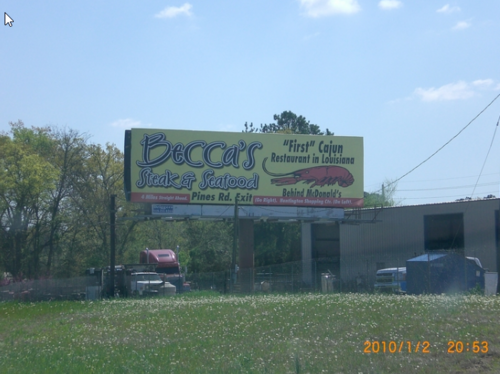 BeCCa's
Steak & Seafood
"First" Cajun
Restaurant in Louisiana
Behind McDonald's
Pines Rd. Exit
2010/1/2 20:53